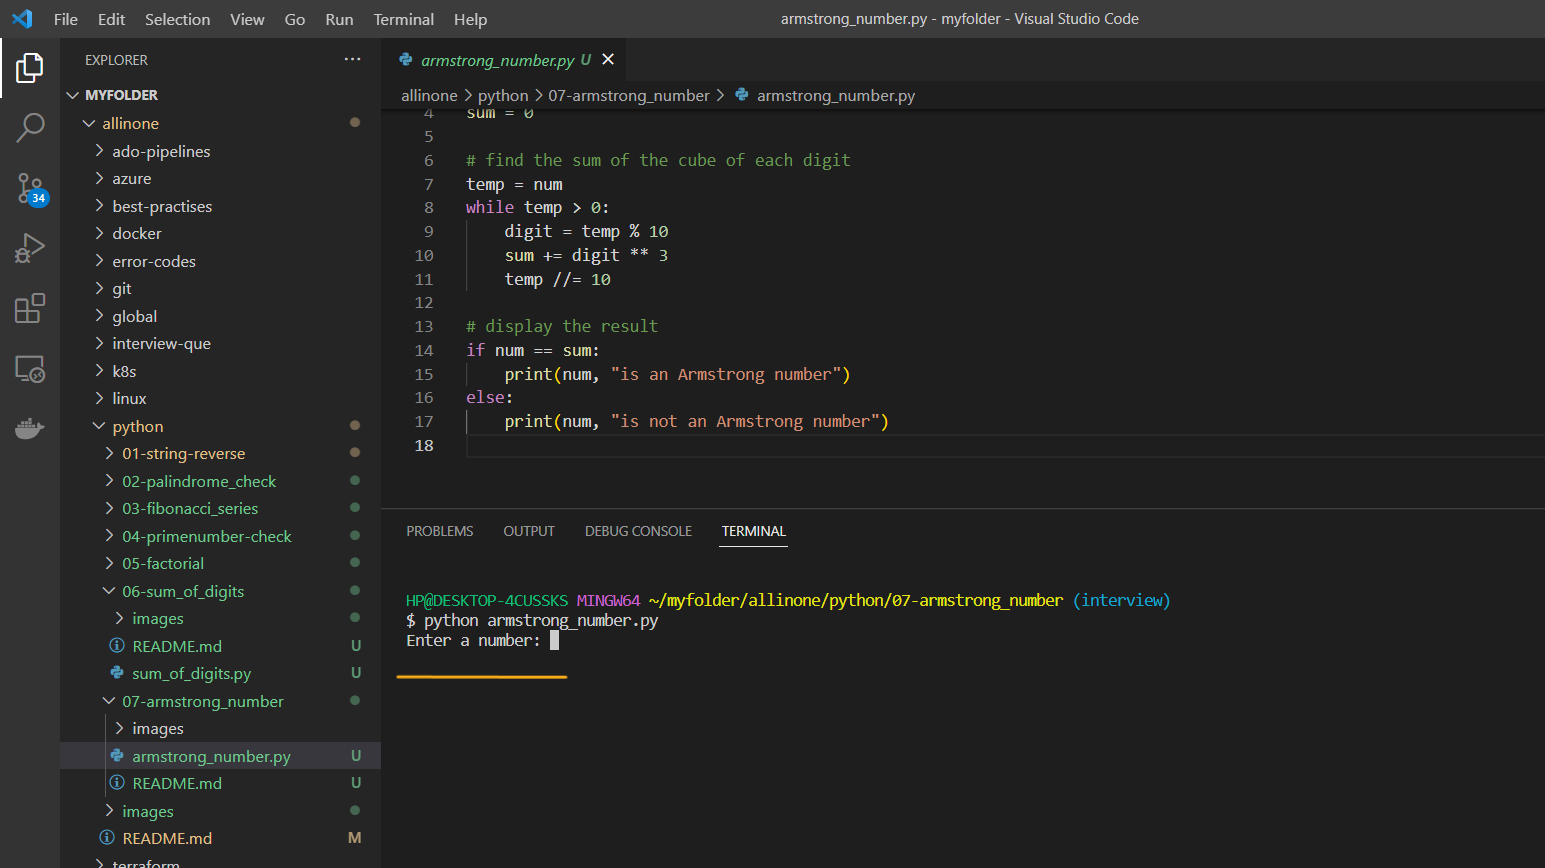 File Edit Selection View Go Run Terminal Help
armstrong_number.py - myfolder - Visual Studio Code
EXPLORER
MYFOLDER
allinone
ado-pipelines
azure
best-practises
docker
error-codes
git
global
interview-que
k8s
linux
python
01-string-reverse
02-palindrome_check
03-fibonacci_series
04-primenumber-check
05-factorial
06-sum_of_digits
images
README.md U
sum_of_digits.py U
07-armstrong_number
images
armstrong_number.py U
README.md U
images
README.md M
terraform
34
armstrong_number.py U
allinone > python > 07-armstrong_number > armstrong_number.py
4 sum = 0
5
6 # find the sum of the cube of each digit
7 temp = num
8 while temp > 0:
9 digit = temp % 10
10 sum += digit ** 3
11 temp //= 10
12
13 # display the result
14 if num == sum:
15 print(num, "is an Armstrong number")
16 else:
17 print(num, "is not an Armstrong number")
18
PROBLEMS OUTPUT DEBUG CONSOLE TERMINAL
HP@DESKTOP-4CUSSKS MINGW64 ~/myfolder/allinone/python/07-armstrong_number (interview)
$ python armstrong_number.py
Enter a number: